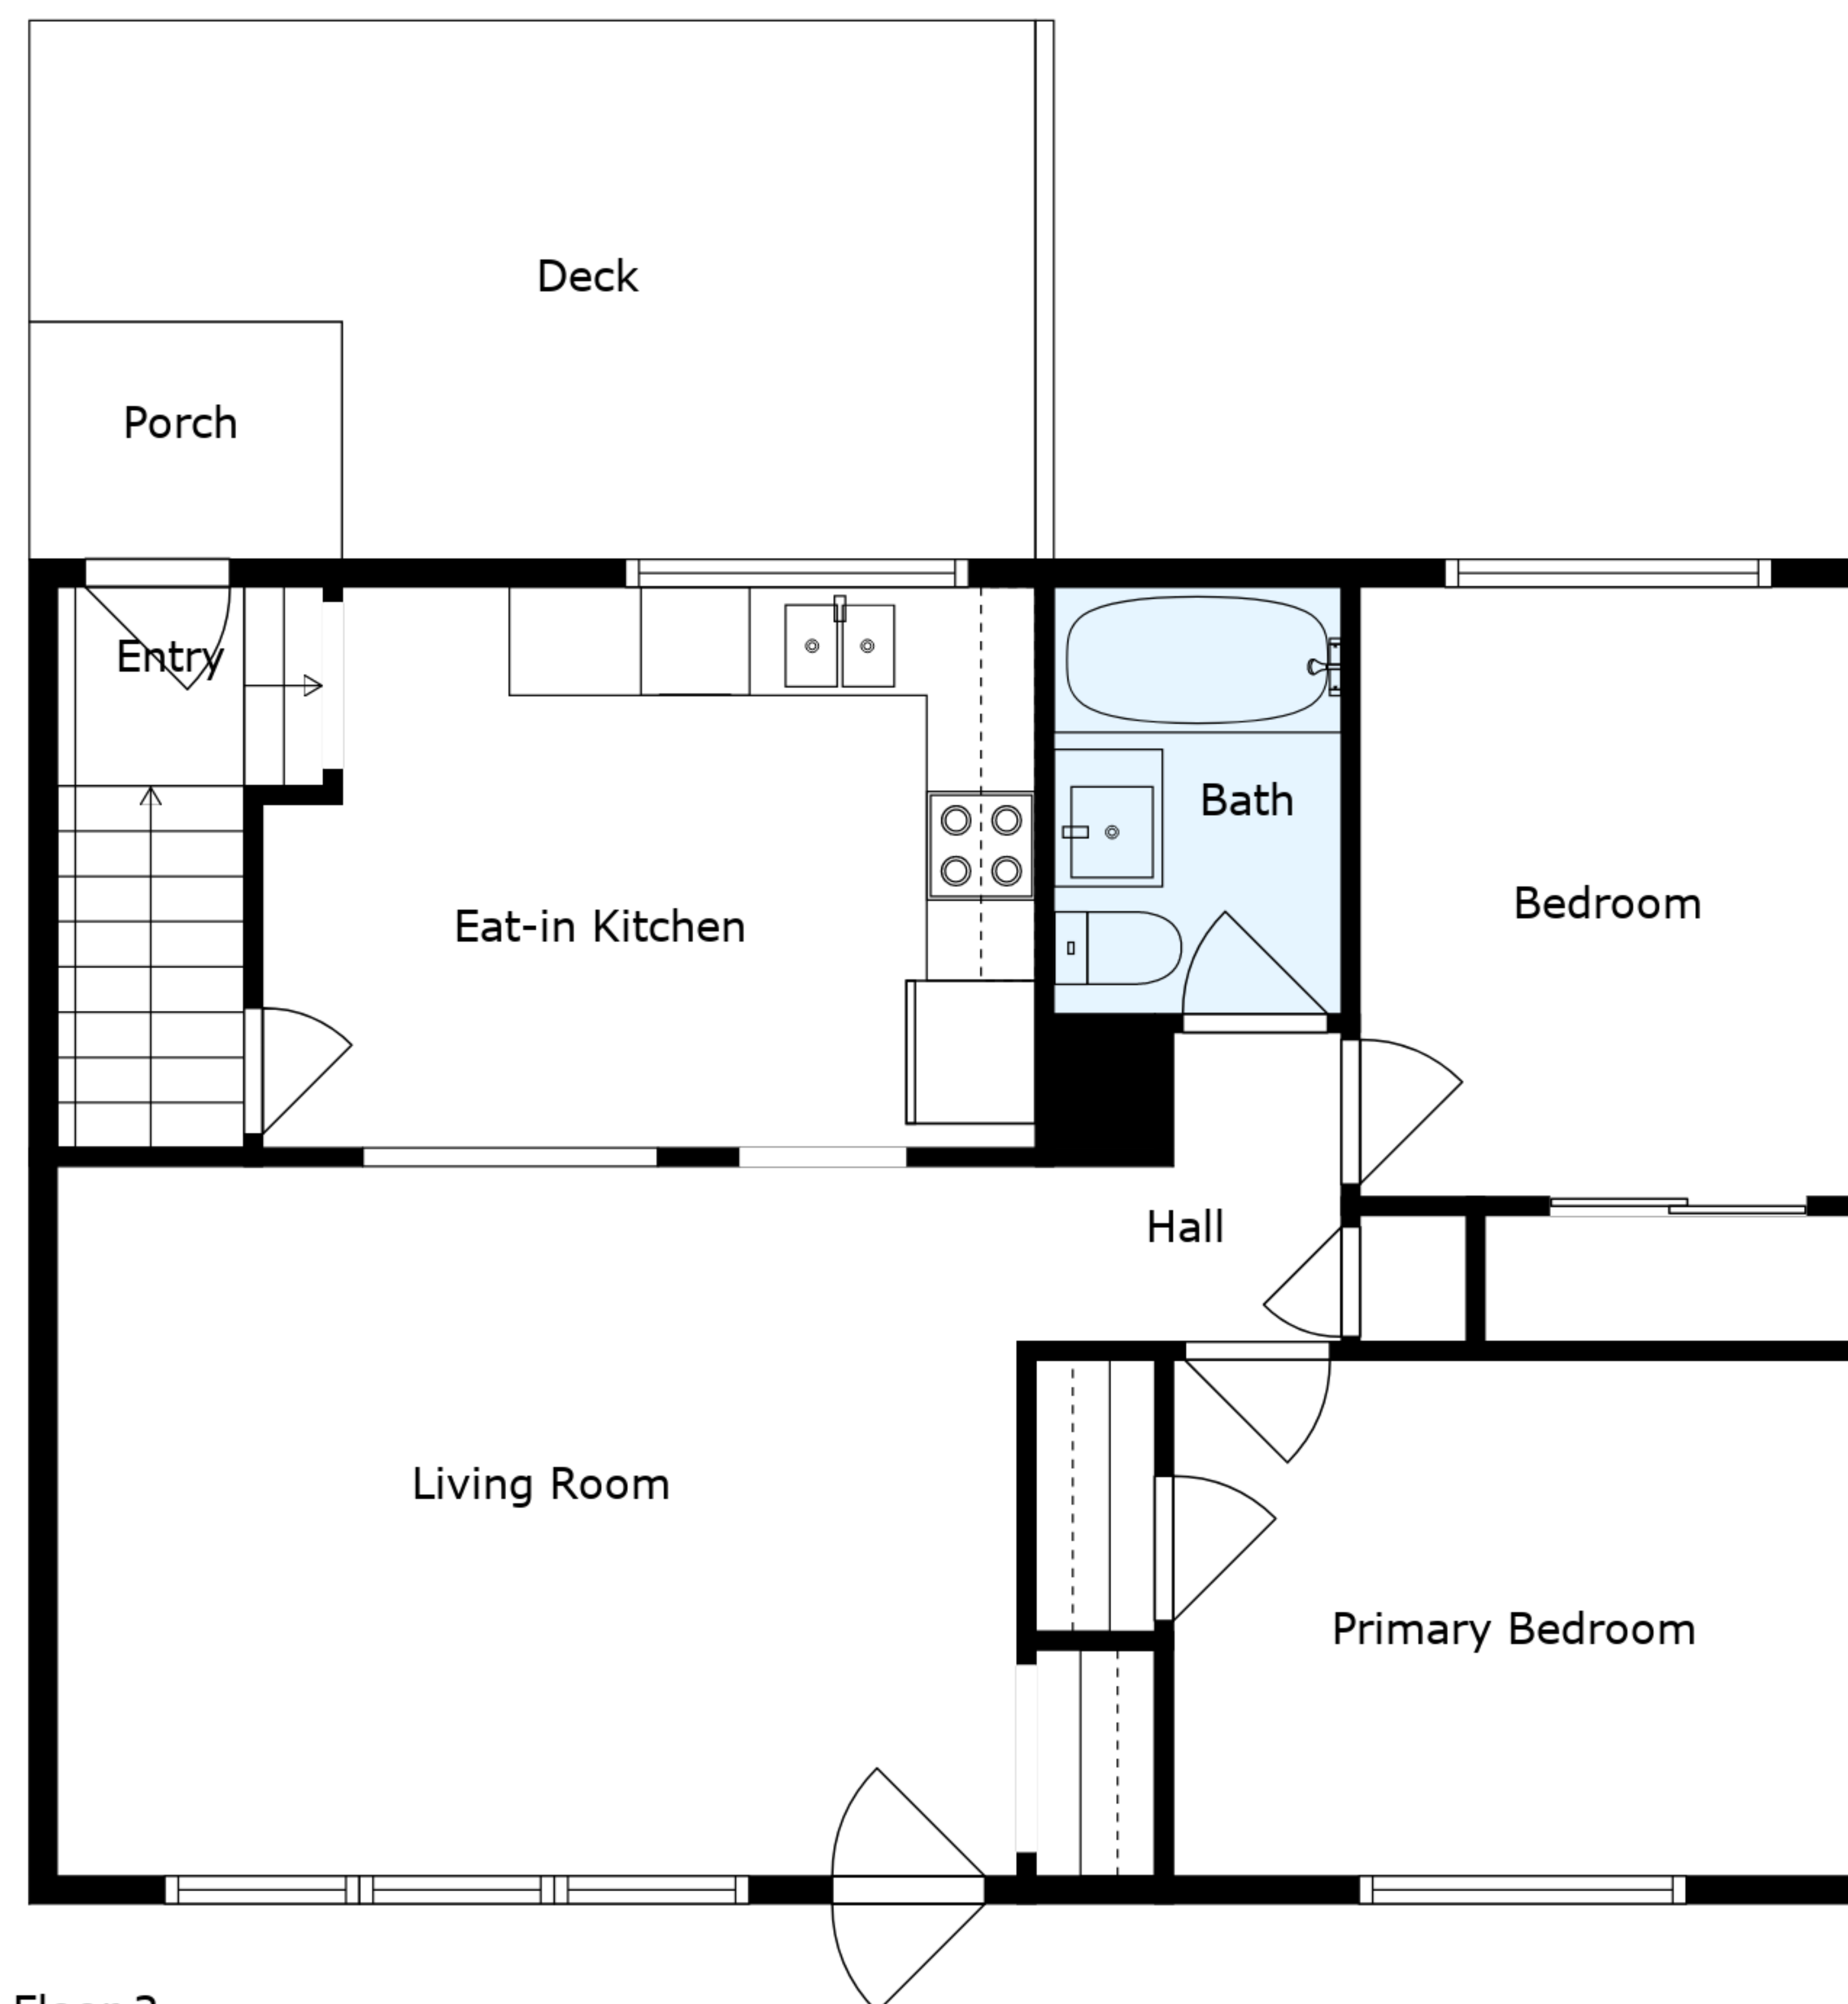 Deck
Porch
Entry
Bath
Bedroom
Eat-in Kitchen
Hall
Living Room
Primary Bedroom